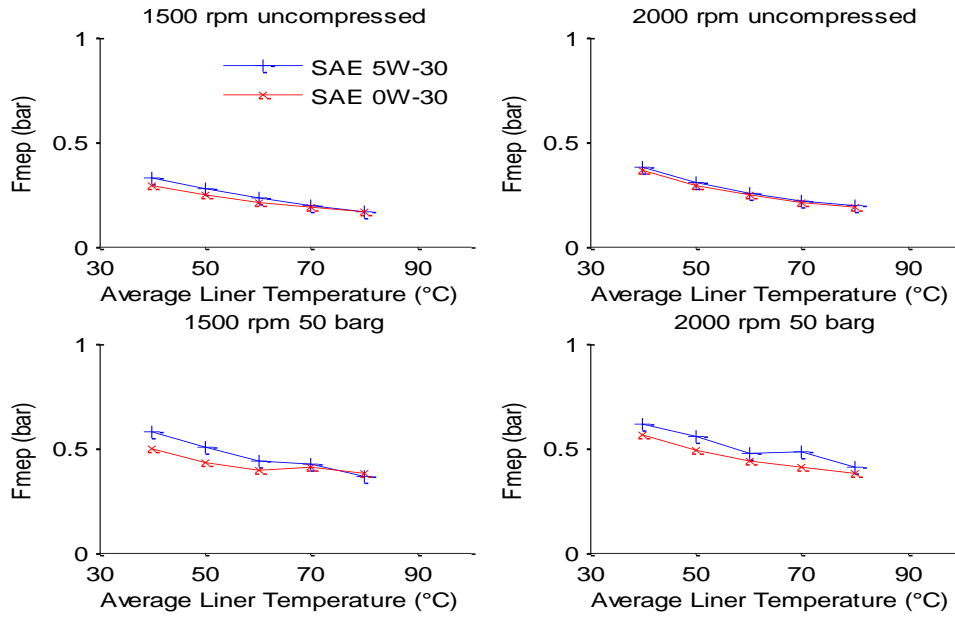 1500 rpm uncompressed
1
0.5
0
Fmep (bar)
SAE 5W-30
SAE 0W-30
30 50 70 90
Average Liner Temperature (°C)
2000 rpm uncompressed
1
0.5
0
Fmep (bar)
30 50 70 90
Average Liner Temperature (°C)
1500 rpm 50 barg
1
0.5
0
Fmep (bar)
30 50 70 90
Average Liner Temperature (°C)
2000 rpm 50 barg
1
0.5
0
Fmep (bar)
30 50 70 90
Average Liner Temperature (°C)